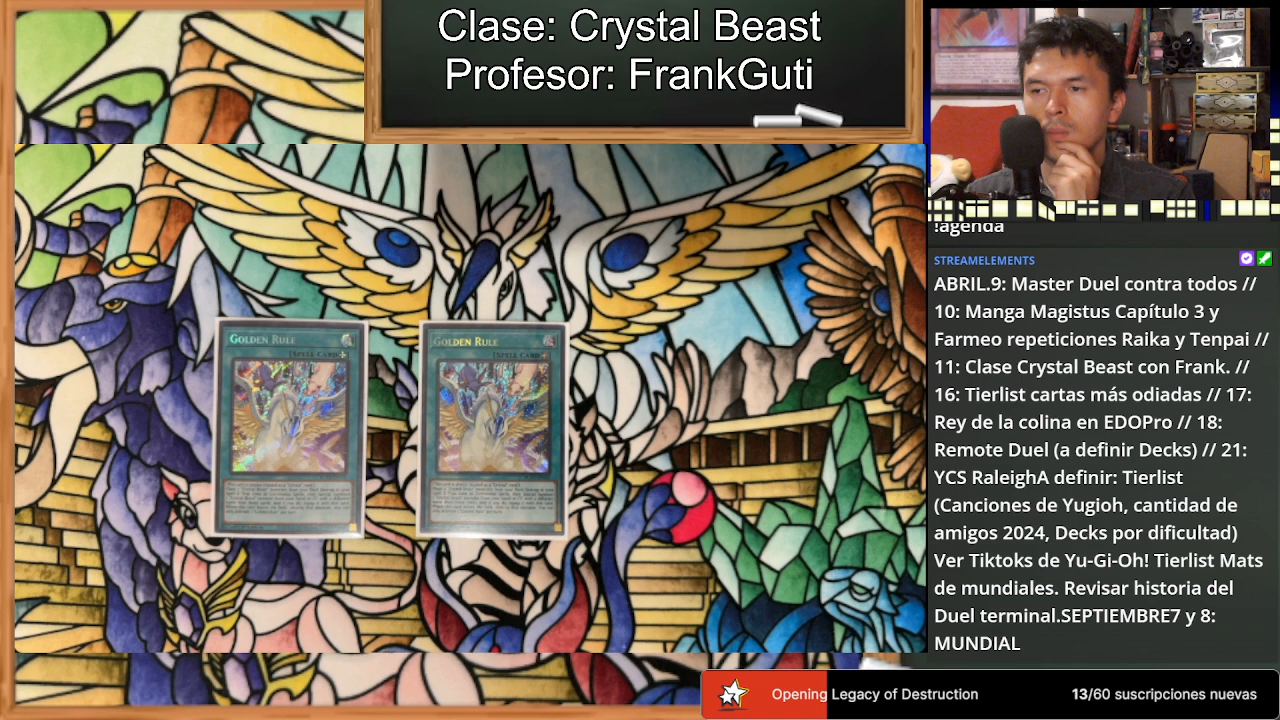 Clase: Crystal Beast
Profesor: FrankGuti
!agenda
STREAMELEMENTS
ABRIL.9: Master Duel contra todos //
10: Manga Magistus Capítulo 3 y
Farmeo repeticiones Raika y Tenpai //
11: Clase Crystal Beast con Frank. //
16: Tierlist cartas más odiadas // 17:
Rey de la colina en EDOPro // 18:
Remote Duel (a definir Decks) // 21:
YCS RaleighA definir: Tierlist
(Canciones de Yugioh, cantidad de
amigos 2024, Decks por dificultad)
Ver Tiktoks de Yu-Gi-Oh! Tierlist Mats
de mundiales. Revisar historia del
Duel terminal.SEPTIEMBRE7 y 8:
MUNDIAL
GOLDEN RULE
[SPELL CARD
GOLDEN RULE
[SPELL CARD
Opening Legacy of Destruction
13/60 suscripciones nuevas